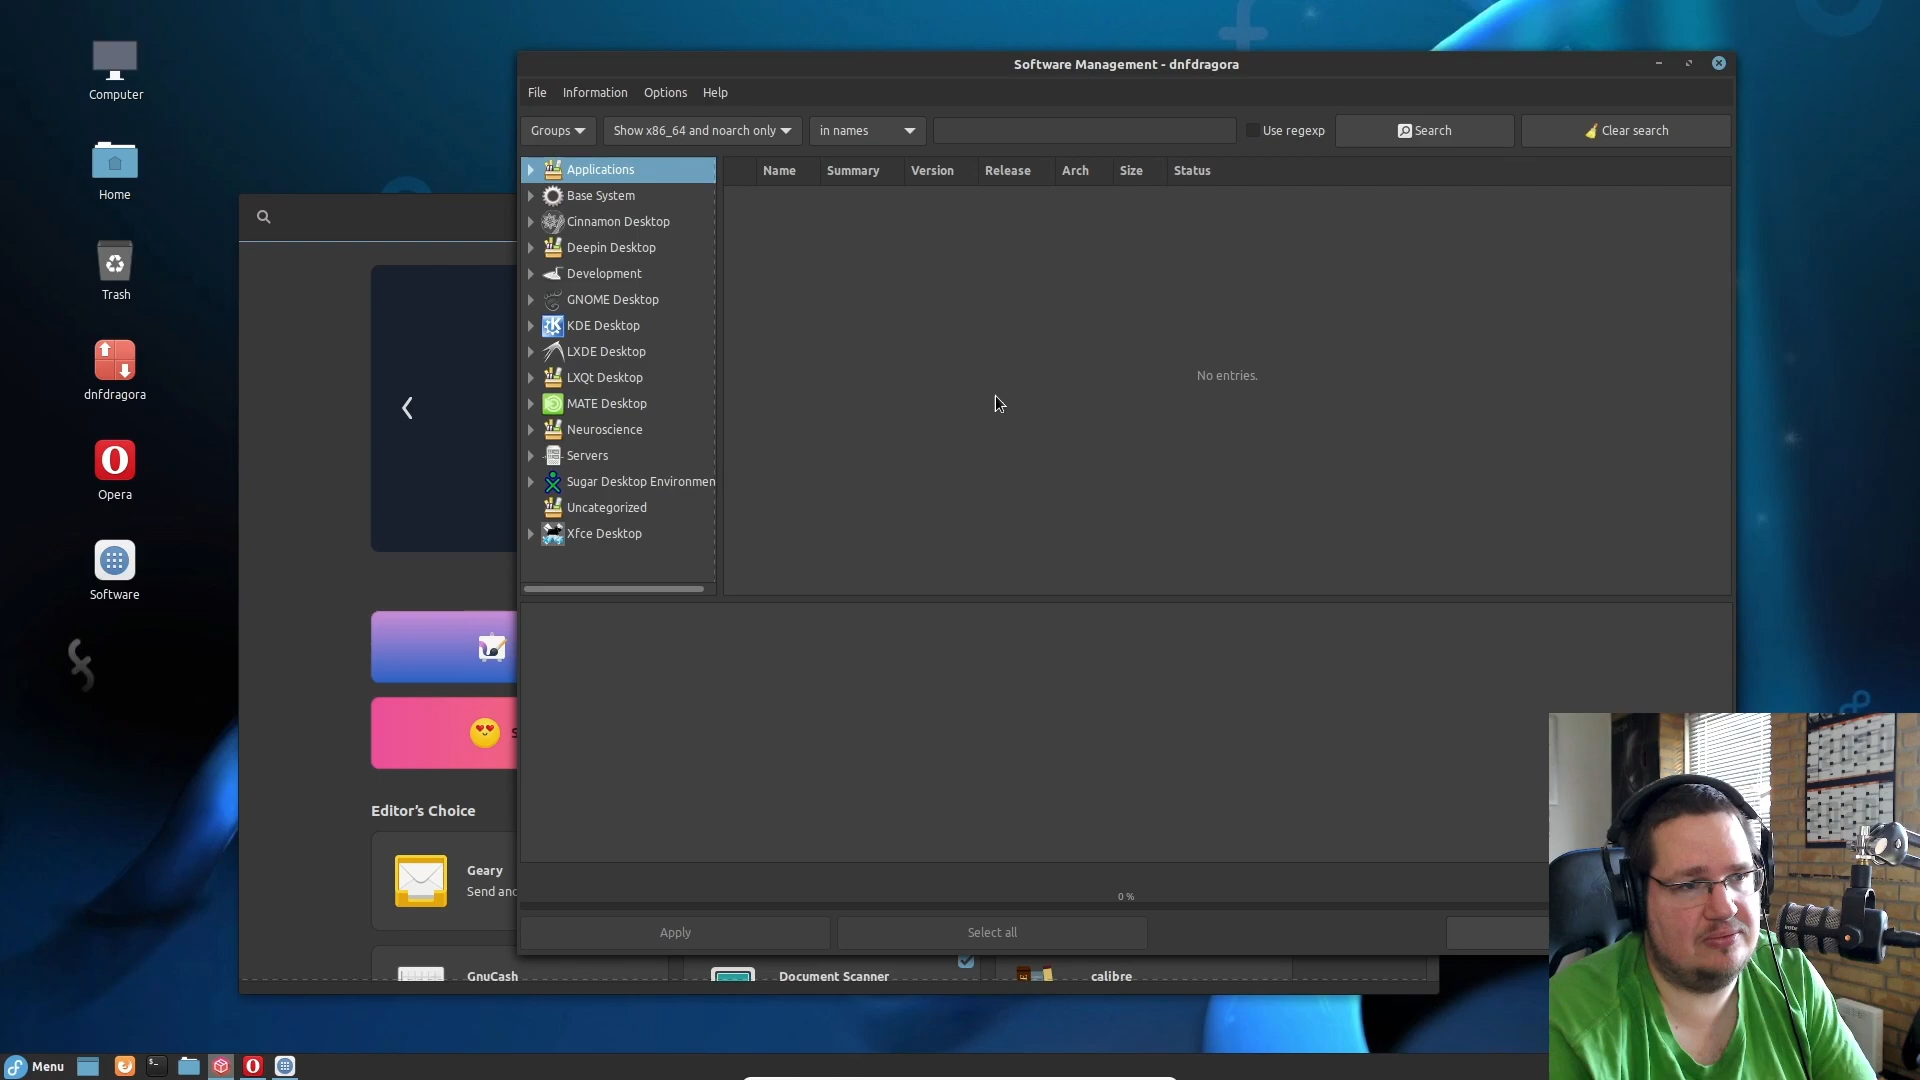 Computer
Home
Trash
dnfdragora
Opera
Software
Software Management - dnfdragora
File Information Options Help
Groups Show x86_64 and noarch only in names Use regexp Search Clear search
Applications
Base System
Cinnamon Desktop
Deepin Desktop
Development
GNOME Desktop
KDE Desktop
LXDE Desktop
LXQt Desktop
MATE Desktop
Neuroscience
Servers
Sugar Desktop Environmen
Uncategorized
Xfce Desktop
Name Summary Version Release Arch Size Status
No entries.
0 %
Apply Select all
S
Editor's Choice
Geary
Send and
GnuCash Document Scanner calibre
Menu